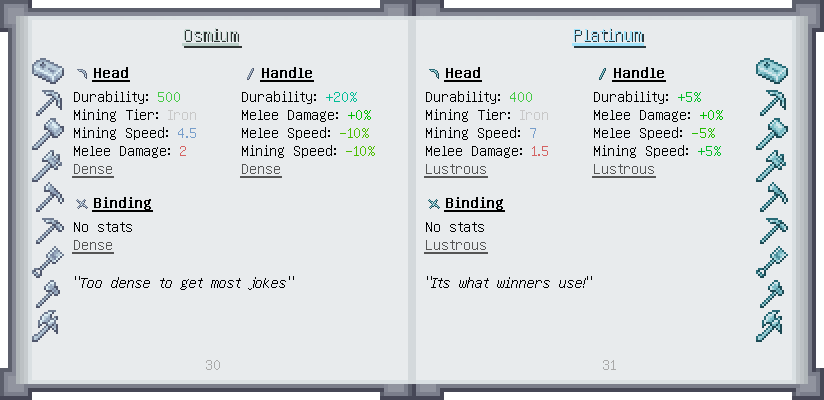 Osmium
Head
Durability: 500
Mining Tier: Iron
Mining Speed: 4.5
Melee Damage: 2
Dense
Handle
Durability: +20%
Melee Damage: +0%
Melee Speed: -10%
Mining Speed: -10%
Dense
Binding
No stats
Dense
"Too dense to get most jokes"
30
Platinum
Head
Durability: 400
Mining Tier: Iron
Mining Speed: 7
Melee Damage: 1.5
Lustrous
Handle
Durability: +5%
Melee Damage: +0%
Melee Speed: -5%
Mining Speed: +5%
Lustrous
Binding
No stats
Lustrous
"Its what winners use!"
31